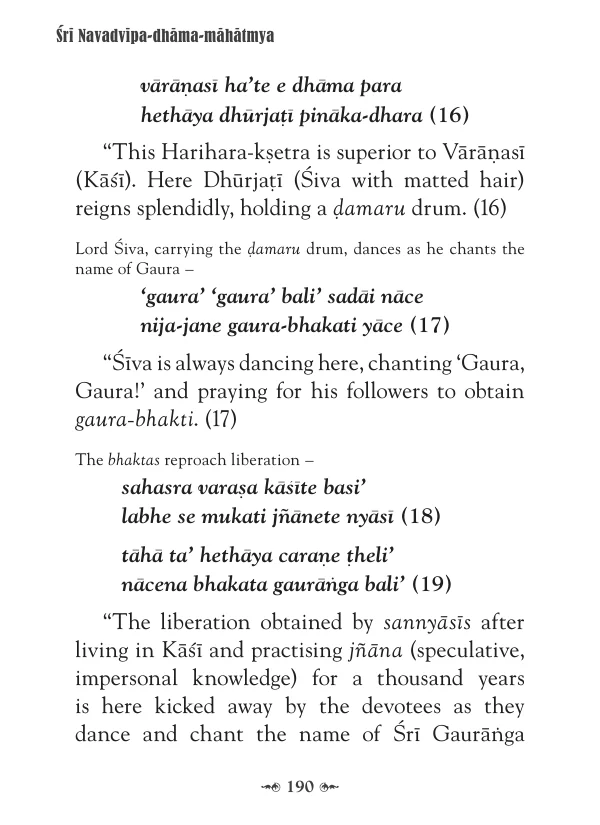 Śrī Navadvīpa-dhāma-māhātmya
vārāṇasī ha’te e dhāma para
hethāya dhūrjaṭī pināka-dhara (16)
“This Harihara-kṣetra is superior to Vārāṇasī
(Kāśī). Here Dhūrjaṭī (Śiva with matted hair)
reigns splendidly, holding a ḍamaru drum. (16)
Lord Śiva, carrying the ḍamaru drum, dances as he chants the
name of Gaura –
‘gaura’ ‘gaura’ bali’ sadāi nāce
nija-jane gaura-bhakati yāce (17)
“Śīva is always dancing here, chanting ‘Gaura,
Gaura!’ and praying for his followers to obtain
gaura-bhakti. (17)
The bhaktas reproach liberation –
sahasra varaṣa kāśīte basi’
labhe se mukati jñānete nyāsī (18)
tāhā ta’ hethāya caraṇe ṭheli’
nācena bhakata gaurāṅga bali’ (19)
“The liberation obtained by sannyāsīs after
living in Kāśī and practising jñāna (speculative,
impersonal knowledge) for a thousand years
is here kicked away by the devotees as they
dance and chant the name of Śrī Gaurāṅga
190